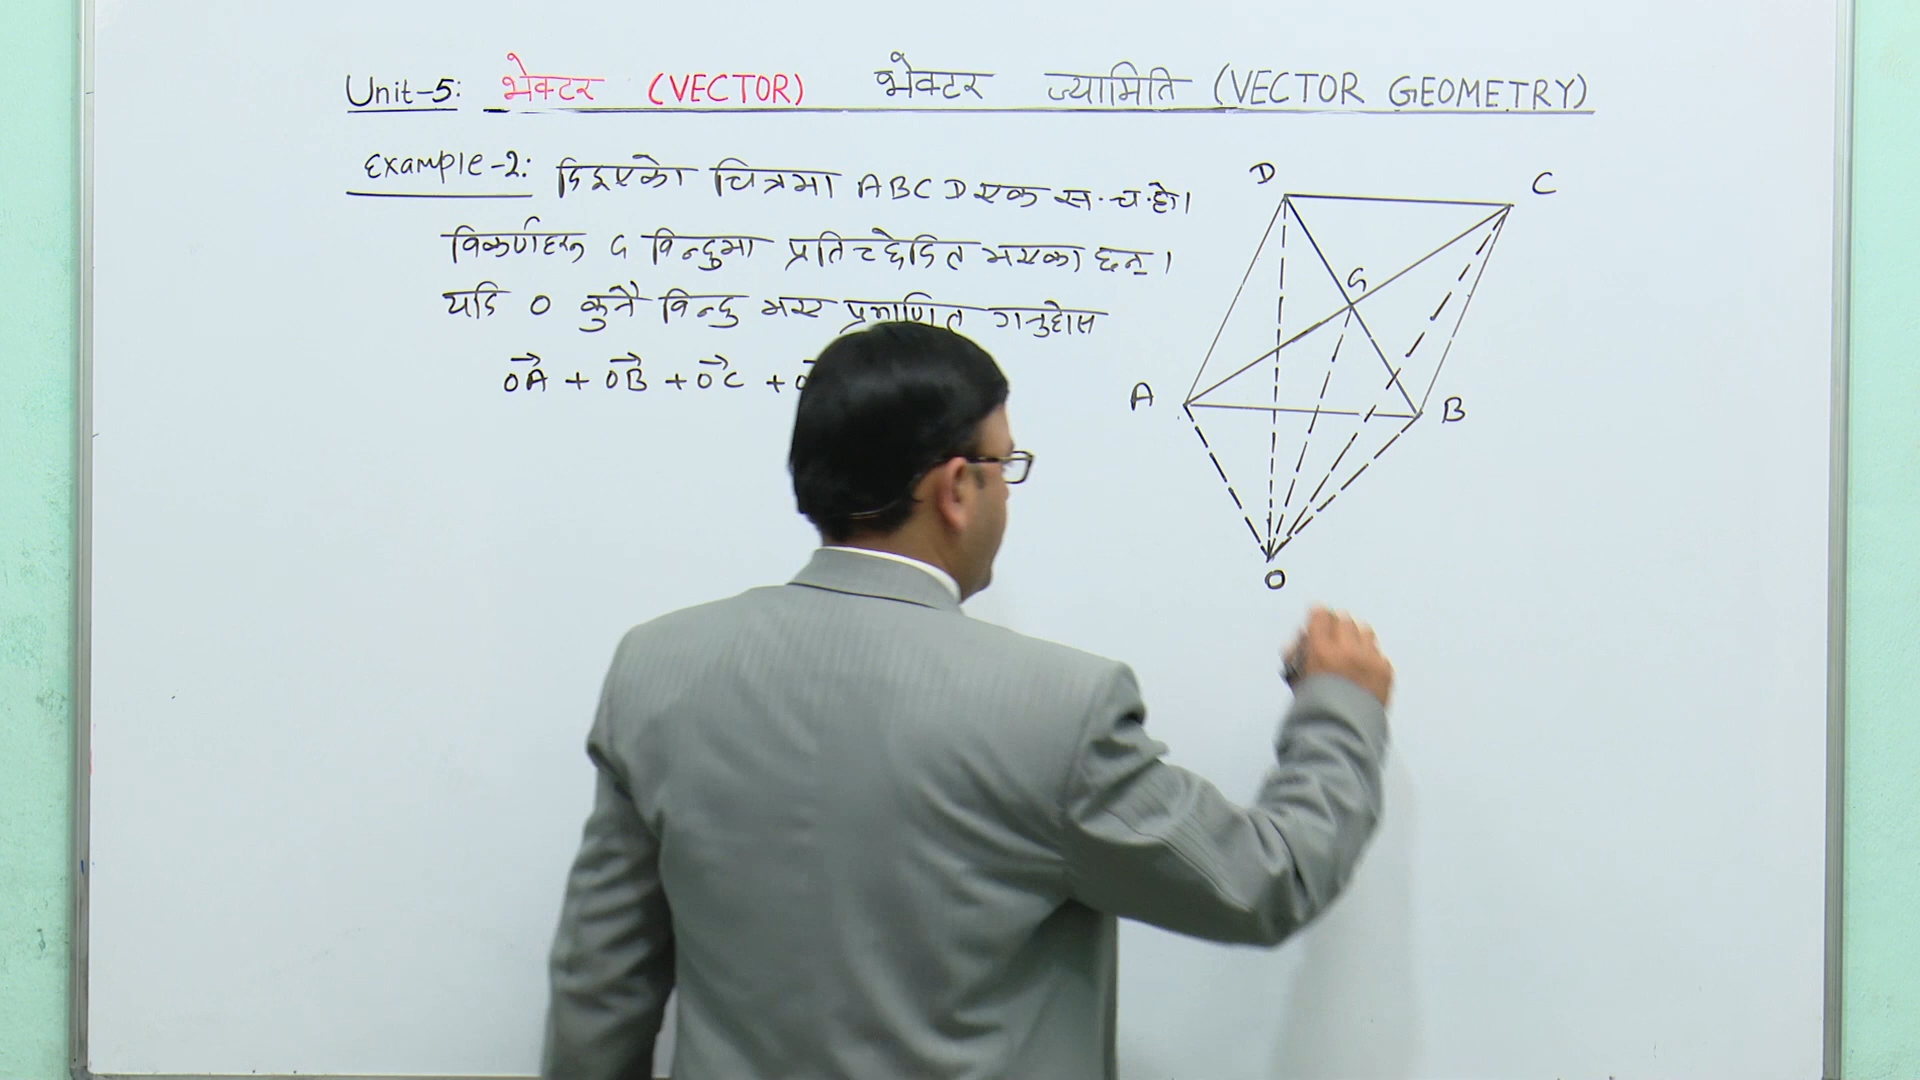 Unit-5: भेक्टर (VECTOR) भेक्टर ज्यामिति (VECTOR GEOMETRY)
Example-2: दिइएको चित्रमा ABCD एक स.च.हो।
विकर्णहरु G विन्दुमा प्रतिच्छेदित भएका छन्।
यदि O कुनै विन्दु भए प्रमाणित गर्नुहोस
OA→ + OB→ + OC→ +
D
C
G
A
B
O